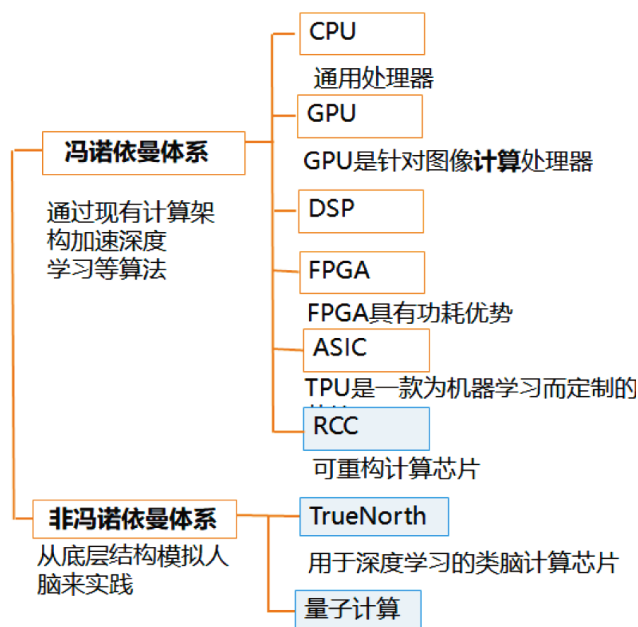 CPU
通用处理器
GPU
GPU是针对图像计算处理器
冯诺依曼体系
通过现有计算架
构加速深度
学习等算法
DSP
FPGA
FPGA具有功耗优势
ASIC
TPU是一款为机器学习而定制的
RCC
可重构计算芯片
非冯诺依曼体系
从底层结构模拟人
脑来实践
TrueNorth
用于深度学习的类脑计算芯片
量子计算